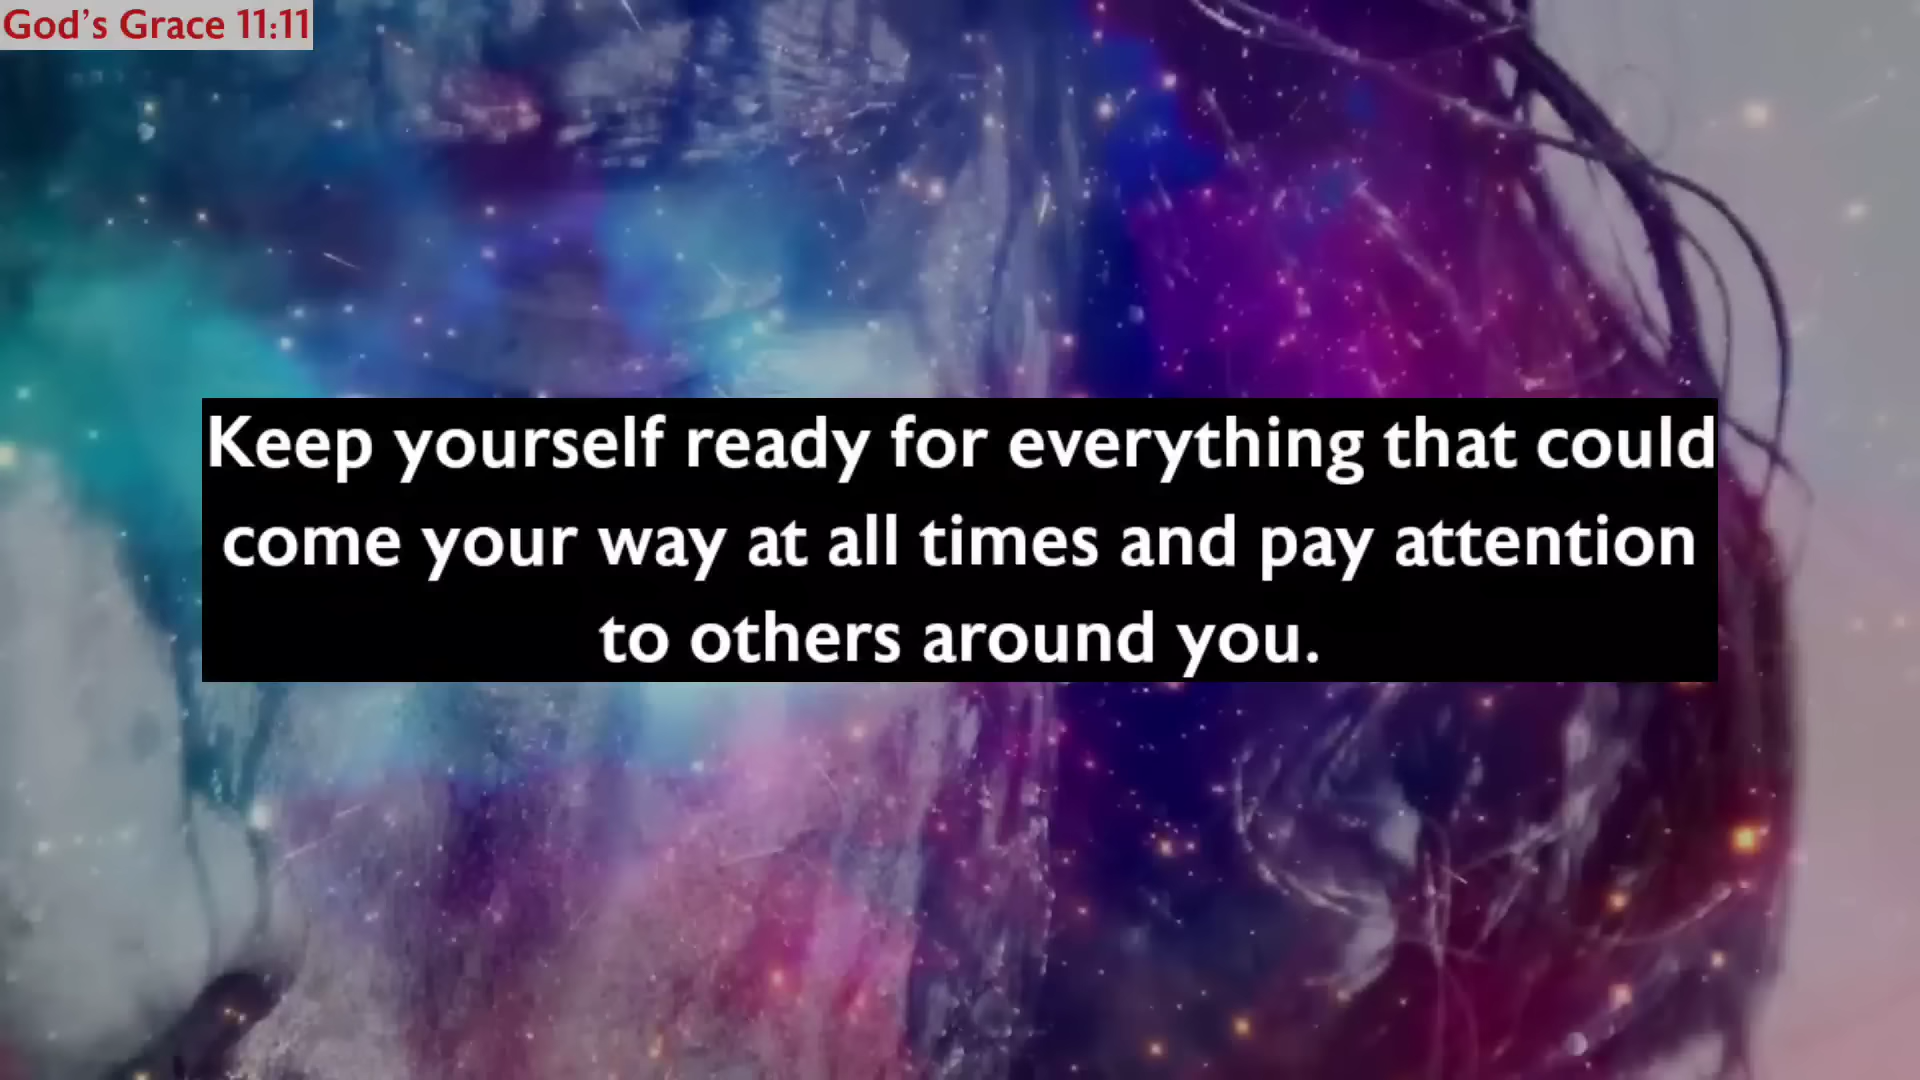 God's Grace 11:11
Keep yourself ready for everything that could
come your way at all times and pay attention
to others around you.